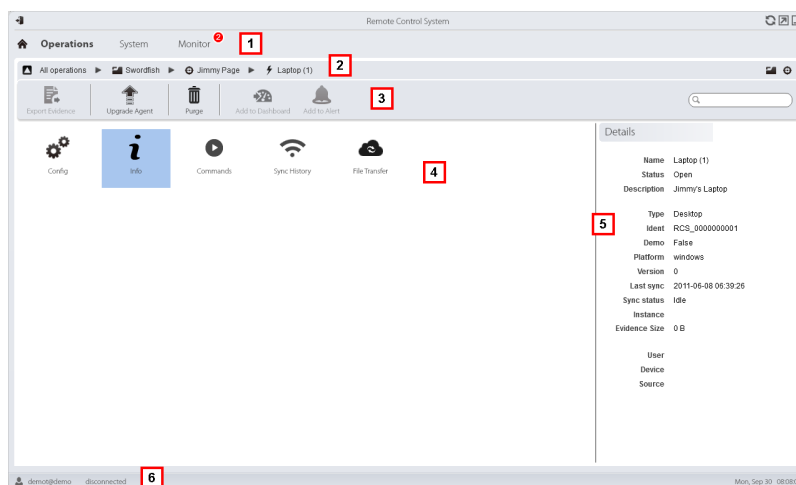 Remote Control System
Operations System Monitor 2 1
All operations Swordfish Jimmy Page Laptop (1) 2
Export Evidence Upgrade Agent Purge Add to Dashboard Add to Alert 3
Details
Config Info Commands Sync History File Transfer 4
Name Laptop (1)
Status Open
Description Jimmy's Laptop
Type Desktop
5
Ident RCS_0000000001
Demo False
Platform windows
Version 0
Last sync 2011-06-08 06:39:26
Sync status Idle
Instance
Evidence Size 0 B
User
Device
Source
demot@demo disconnected 6 Mon, Sep 30